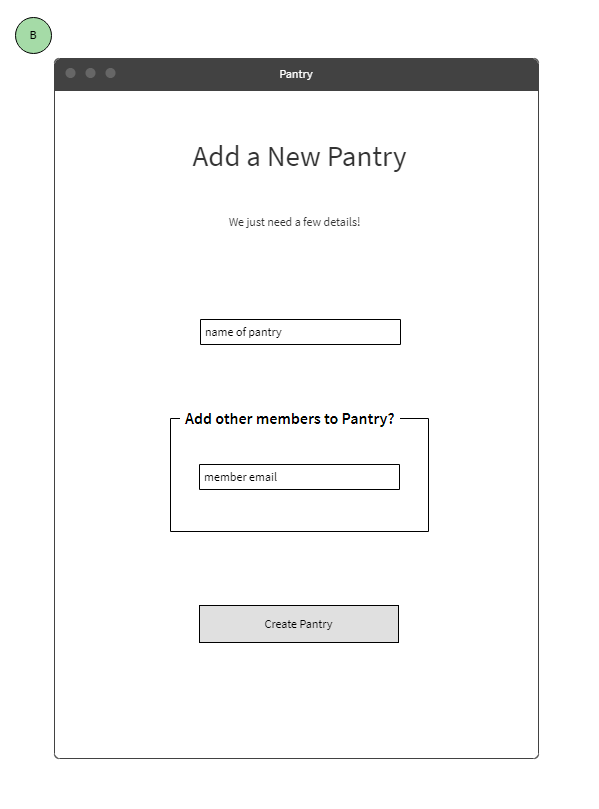 B
Pantry
Add a New Pantry
We just need a few details!
name of pantry
Add other members to Pantry?
member email
Create Pantry